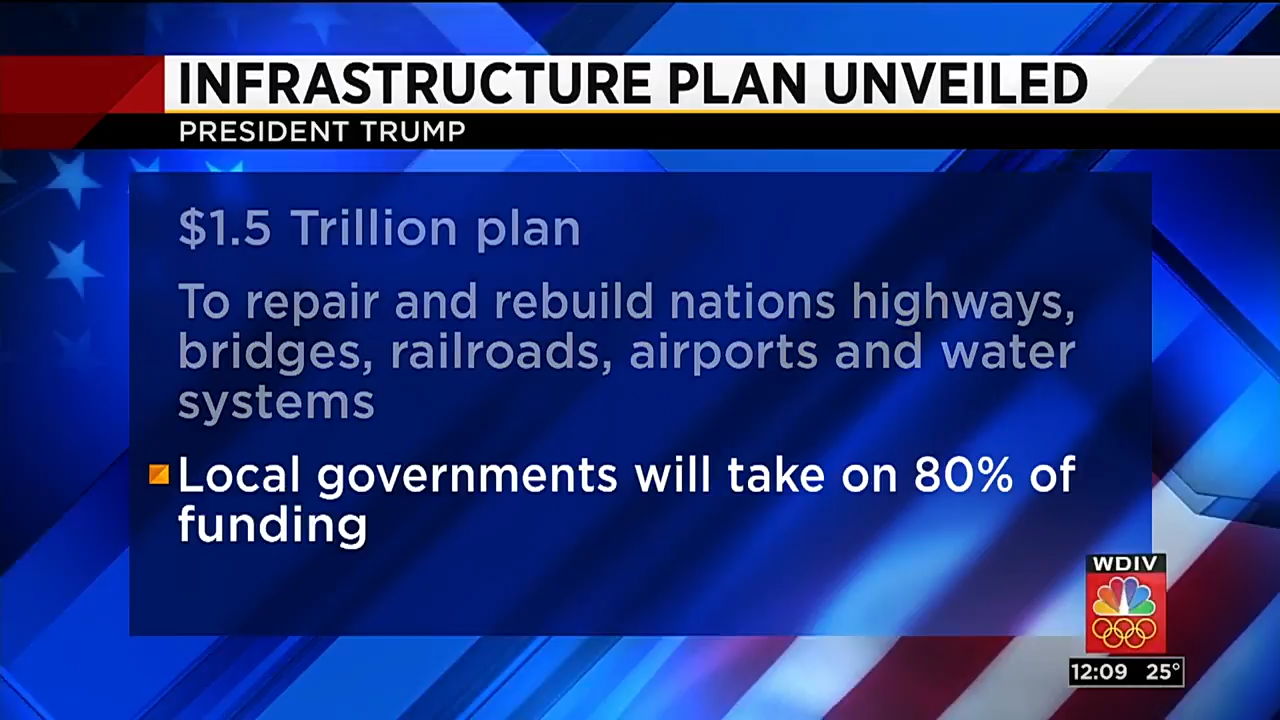 INFRASTRUCTURE PLAN UNVEILED
PRESIDENT TRUMP
$1.5 Trillion plan
To repair and rebuild nations highways,
bridges, railroads, airports and water
systems
Local governments will take on 80% of
funding
WDIV
12:09 25°